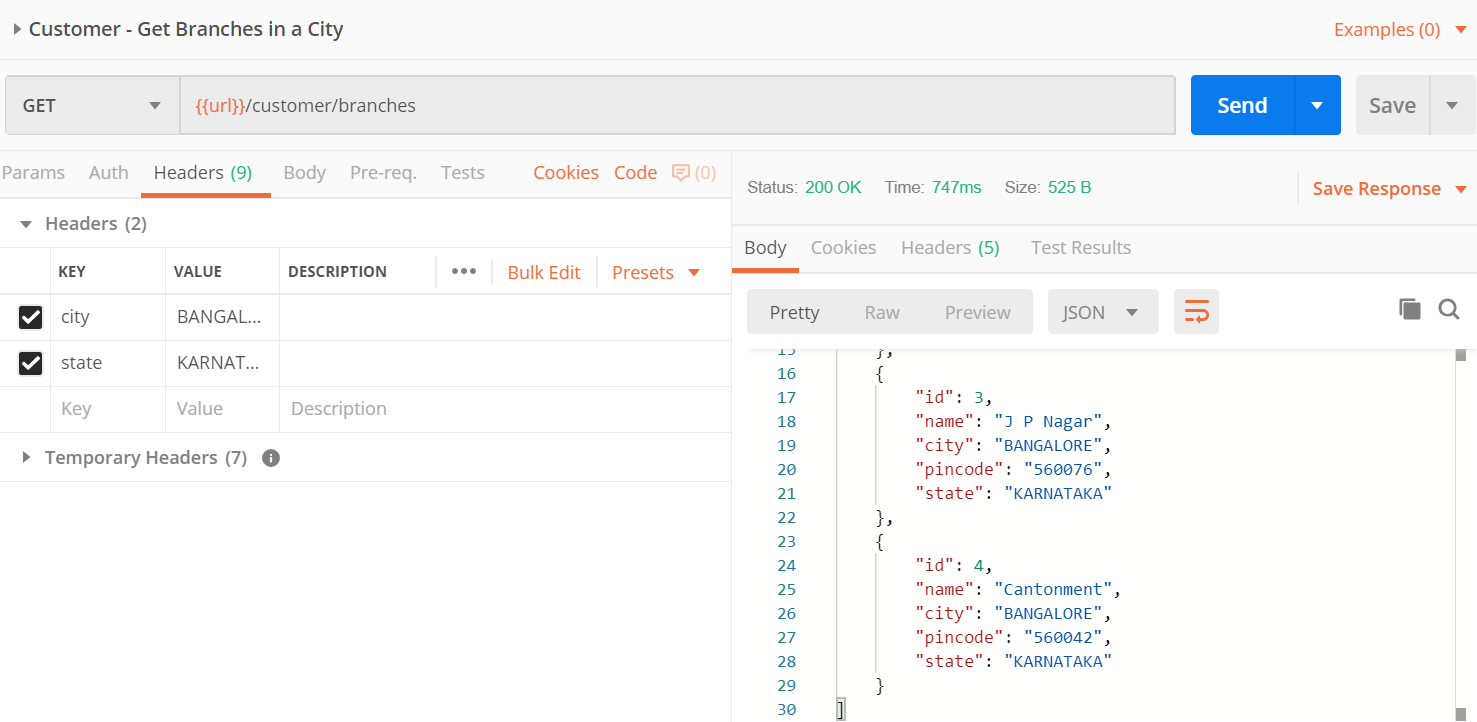 Customer - Get Branches in a City
Examples (0)
GET
{{url}}/customer/branches
Send
Save
Params Auth Headers (9) Body Pre-req. Tests Cookies Code (0)
Headers (2)
KEY VALUE DESCRIPTION ••• Bulk Edit Presets
city BANGAL...
state KARNAT...
Key Value Description
Temporary Headers (7)
Status: 200 OK Time: 747ms Size: 525 B Save Response
Body Cookies Headers (5) Test Results
Pretty Raw Preview JSON
15 },
16 {
17 "id": 3,
18 "name": "J P Nagar",
19 "city": "BANGALORE",
20 "pincode": "560076",
21 "state": "KARNATAKA"
22 },
23 {
24 "id": 4,
25 "name": "Cantonment",
26 "city": "BANGALORE",
27 "pincode": "560042",
28 "state": "KARNATAKA"
29 }
30 ]